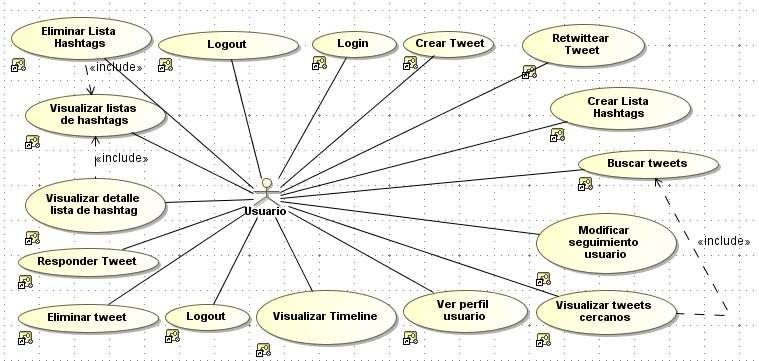 Eliminar Lista
Hashtags
Logout
Login
Crear Tweet
Retwittear
Tweet
«include»
Visualizar listas
de hashtags
Crear Lista
Hashtags
«include»
Buscar tweets
Visualizar detalle
lista de hashtag
Usuario
Modificar
seguimiento
usuario
«include»
Responder Tweet
Eliminar tweet
Logout
Visualizar Timeline
Ver perfil
usuario
Visualizar tweets
cercanos